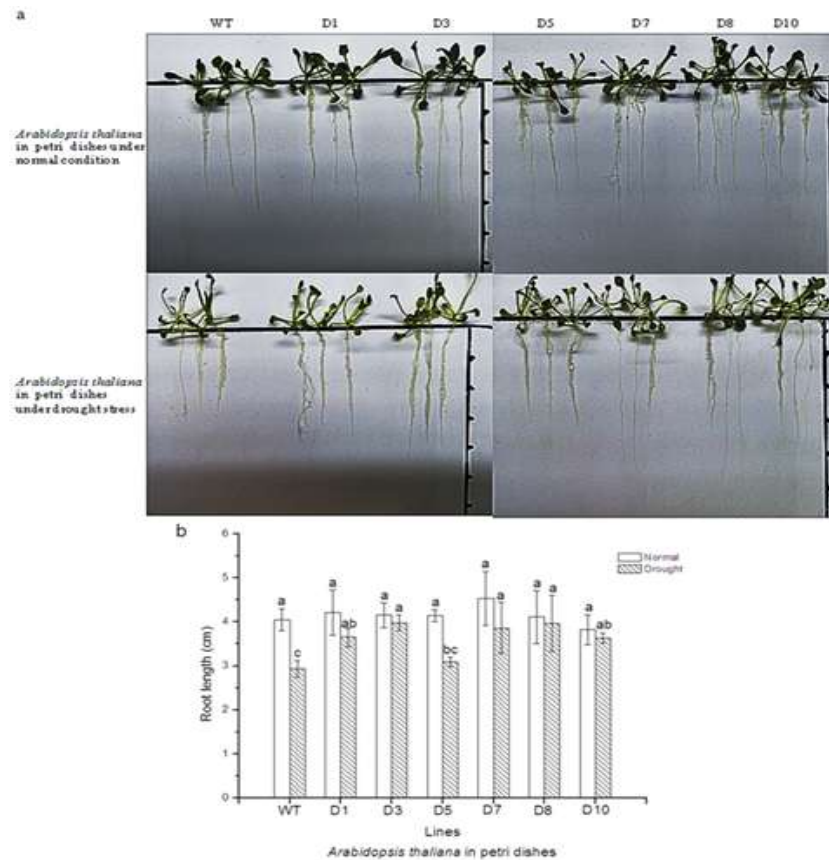 a
WT D1 D3 D5 D7 D8 D10
Arabidopsis thaliana
in petri dishes under
normal condition
Arabidopsis thaliana
in petri dishes
under drought stress
b
6
5
4
3
2
1
0
Root length (cm)
Normal
Drought
a c a ab a a a bc a a a a a ab
WT D1 D3 D5 D7 D8 D10
Lines
Arabidopsis thaliana in petri dishes